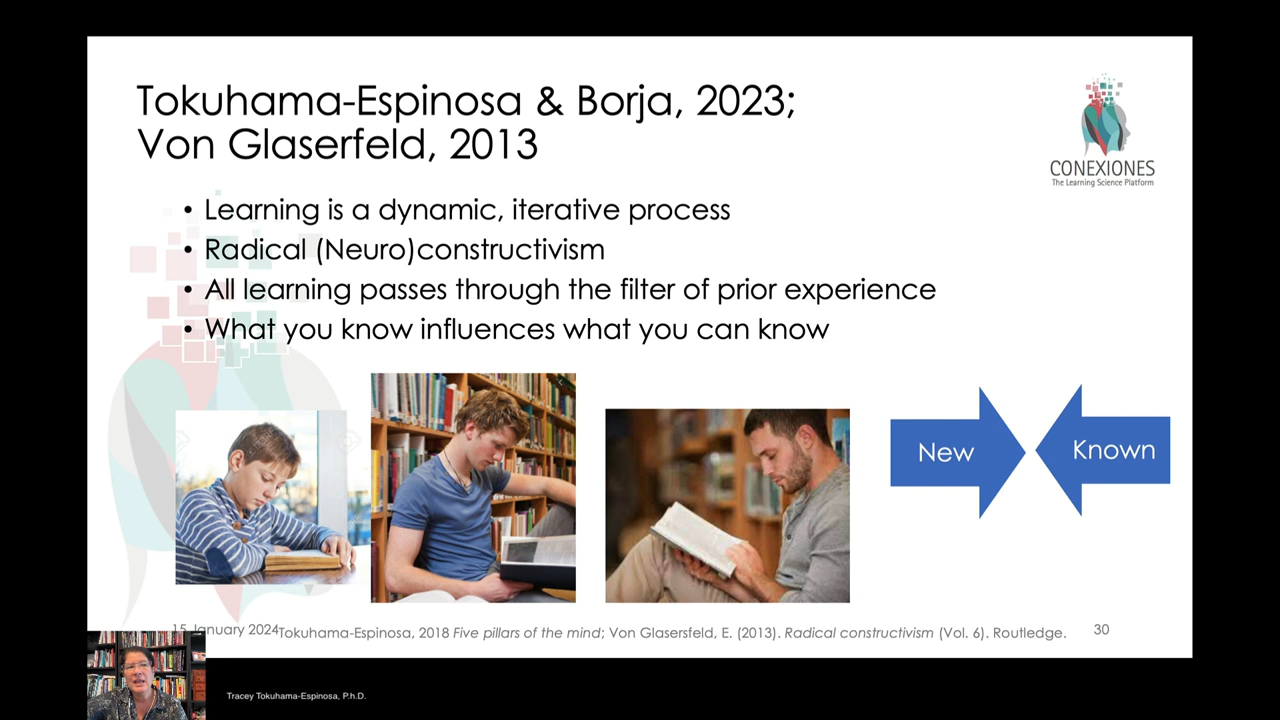 Tokuhama-Espinosa & Borja, 2023;
Von Glaserfeld, 2013
CONEXIONES
The Learning Science Platform
• Learning is a dynamic, iterative process
• Radical (Neuro)constructivism
• All learning passes through the filter of prior experience
• What you know influences what you can know
New
Known
15 January 2024
Tokuhama-Espinosa, 2018 Five pillars of the mind; Von Glasersfeld, E. (2013). Radical constructivism (Vol. 6). Routledge.
30
Tracey Tokuhama-Espinosa, Ph.D.